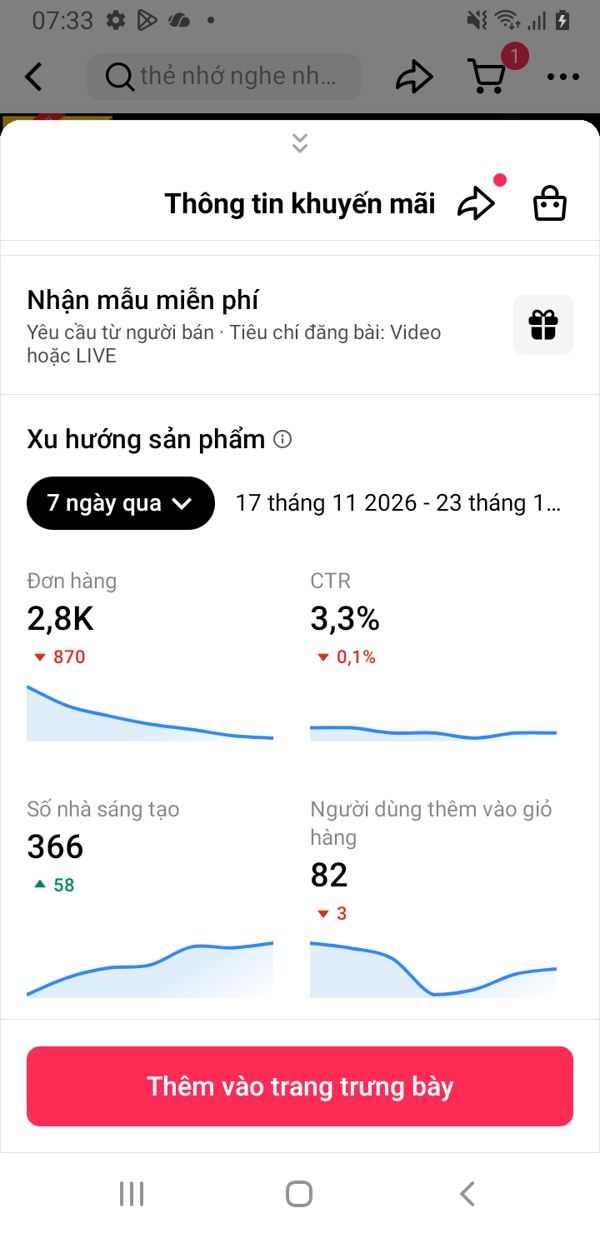 07:33
thẻ nhớ nghe nh...
1
Thông tin khuyến mãi
Nhận mẫu miễn phí
Yêu cầu từ người bán · Tiêu chí đăng bài: Video
hoặc LIVE
Xu hướng sản phẩm
7 ngày qua
17 tháng 11 2026 - 23 tháng 1...
Đơn hàng
2,8K
870
CTR
3,3%
0,1%
Số nhà sáng tạo
366
58
Người dùng thêm vào giỏ
hàng
82
3
Thêm vào trang trưng bày